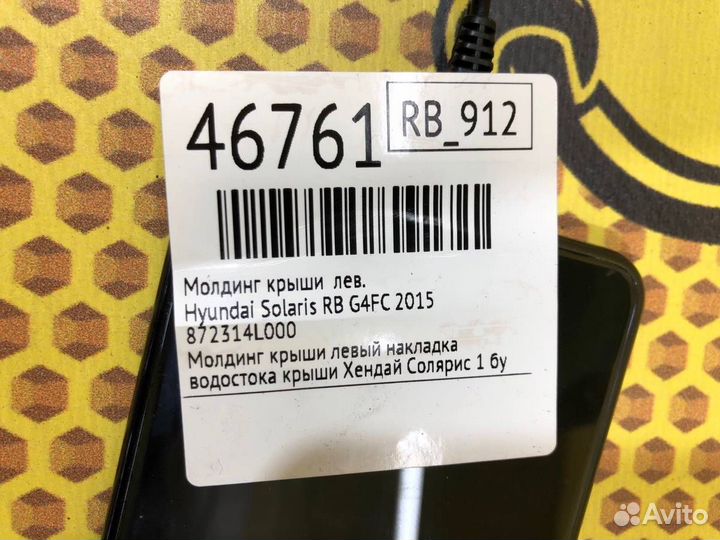 46761
RB_912
Молдинг крыши лев.
Hyundai Solaris RB G4FC 2015
872314L000
Молдинг крыши левый накладка
водостока крыши Хендай Солярис 1 бу
Avito